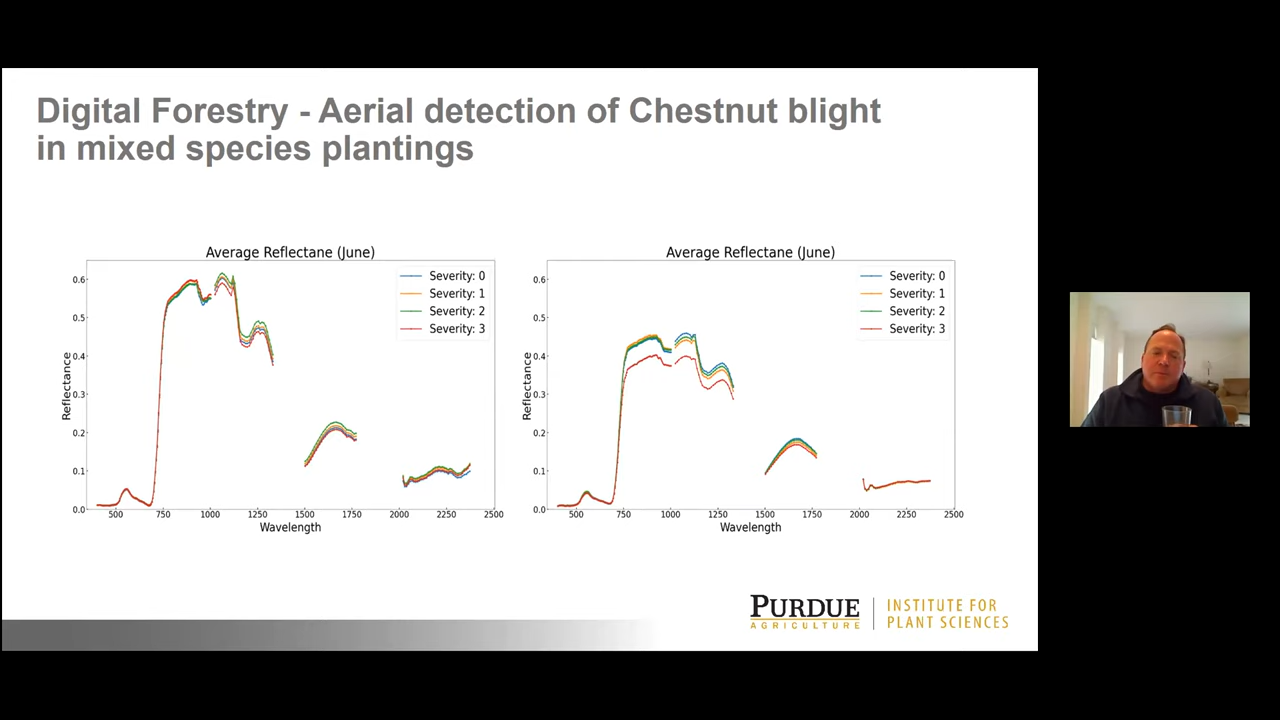 Digital Forestry - Aerial detection of Chestnut blight
in mixed species plantings
Average Reflectane (June)
Reflectance
0.6
0.5
0.4
0.3
0.2
0.1
0.0
Severity: 0
Severity: 1
Severity: 2
Severity: 3
500 750 1000 1250 1500 1750 2000 2250 2500
Wavelength
Average Reflectane (June)
Reflectance
0.6
0.5
0.4
0.3
0.2
0.1
0.0
Severity: 0
Severity: 1
Severity: 2
Severity: 3
500 750 1000 1250 1500 1750 2000 2250 2500
Wavelength
PURDUE
AGRICULTURE
INSTITUTE FOR
PLANT SCIENCES